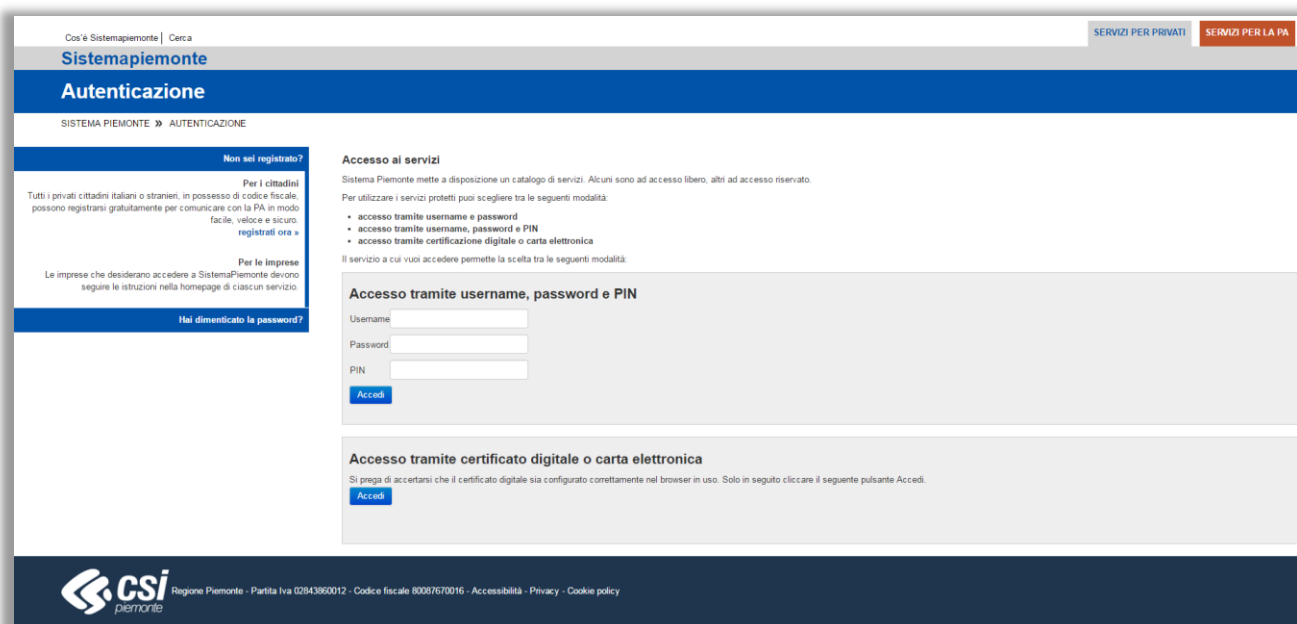 Cos'è Sistemapiemonte | Cerca
SERVIZI PER PRIVATI
SERVIZI PER LA PA
Sistemapiemonte
Autenticazione
SISTEMA PIEMONTE » AUTENTICAZIONE
Non sei registrato?
Per i cittadini
Tutti i privati cittadini italiani o stranieri, in possesso di codice fiscale,
possono registrarsi gratuitamente per comunicare con la PA in modo
facile, veloce e sicuro.
registrati ora »
Per le imprese
Le imprese che desiderano accedere a SistemaPiemonte devono
seguire le istruzioni nella homepage di ciascun servizio.
Hai dimenticato la password?
Accesso ai servizi
Sistema Piemonte mette a disposizione un catalogo di servizi. Alcuni sono ad accesso libero, altri ad accesso riservato.
Per utilizzare i servizi protetti puoi scegliere tra le seguenti modalità:
• accesso tramite username e password
• accesso tramite username, password e PIN
• accesso tramite certificazione digitale o carta elettronica
Il servizio a cui vuoi accedere permette la scelta tra le seguenti modalità:
Accesso tramite username, password e PIN
Username
Password
PIN
Accedi
Accesso tramite certificato digitale o carta elettronica
Si prega di accertarsi che il certificato digitale sia configurato correttamente nel browser in uso. Solo in seguito cliccare il seguente pulsante Accedi.
Accedi
csi
piemonte
Regione Piemonte - Partita Iva 02843860012 - Codice fiscale 80087670016 - Accessibilità - Privacy - Cookie policy